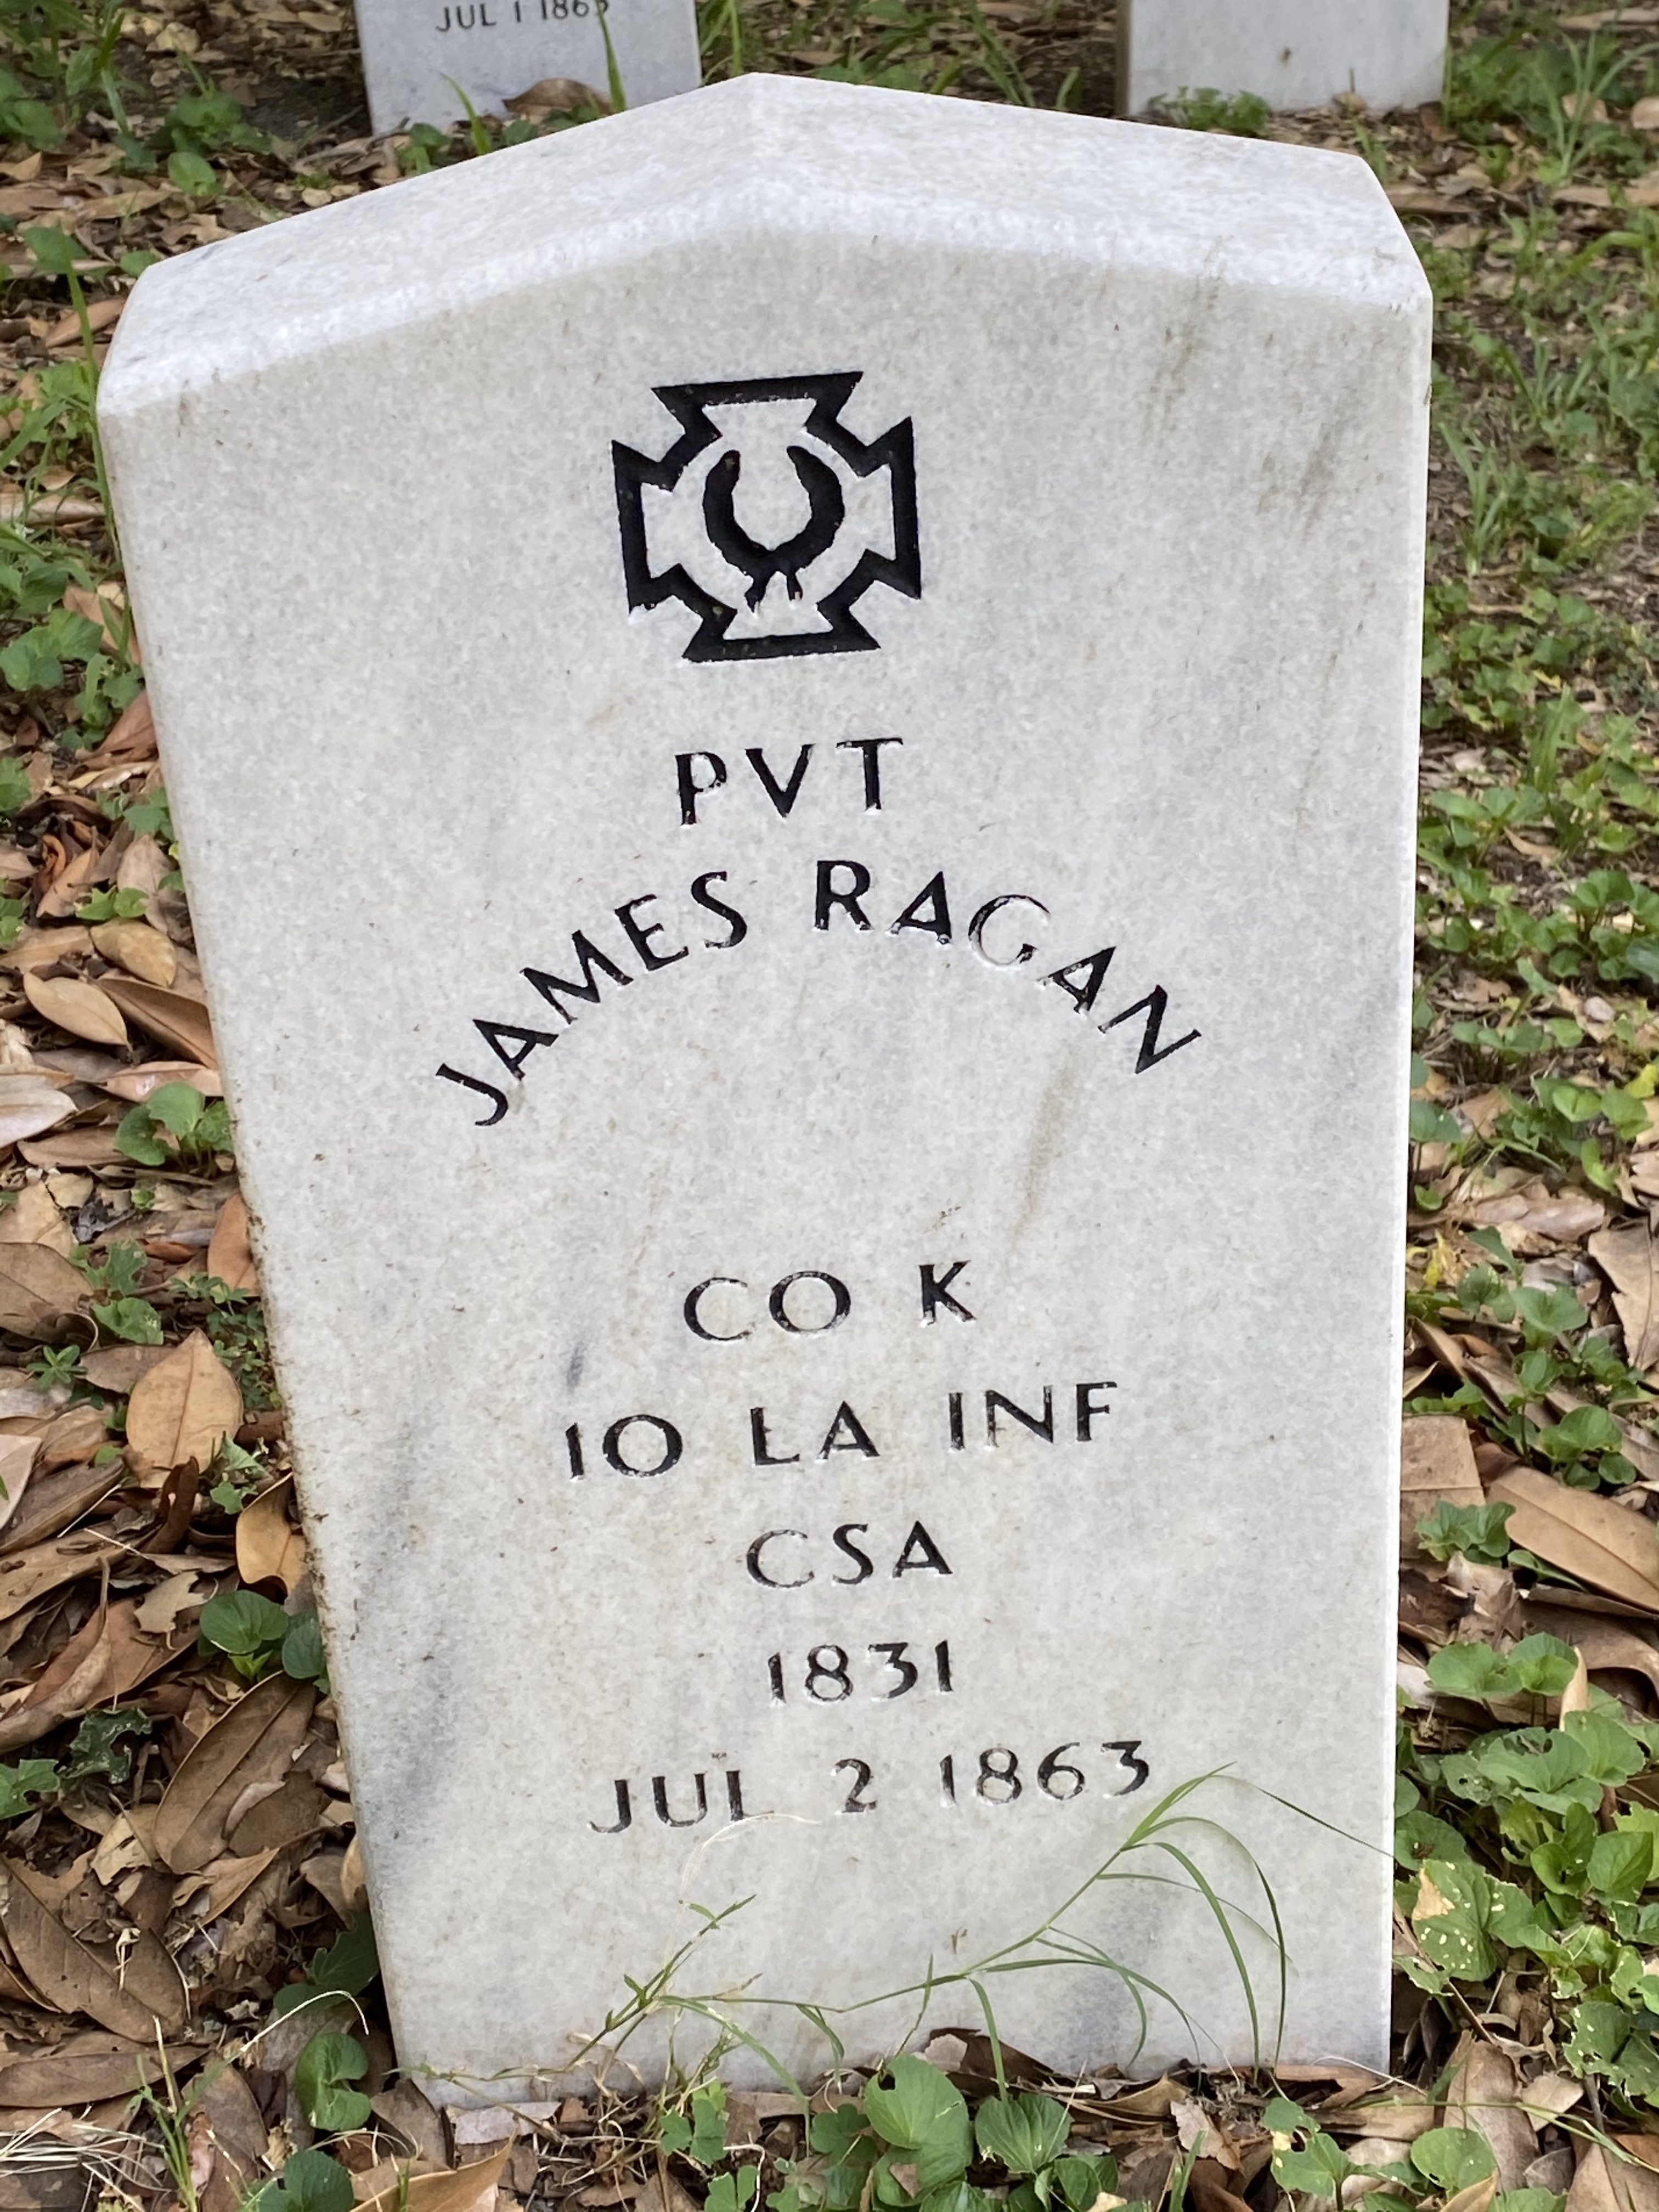 JUL 1 1863
PVT
JAMES RAGAN
CO K
10 LA INF
CSA
1831
JUL 2 1863